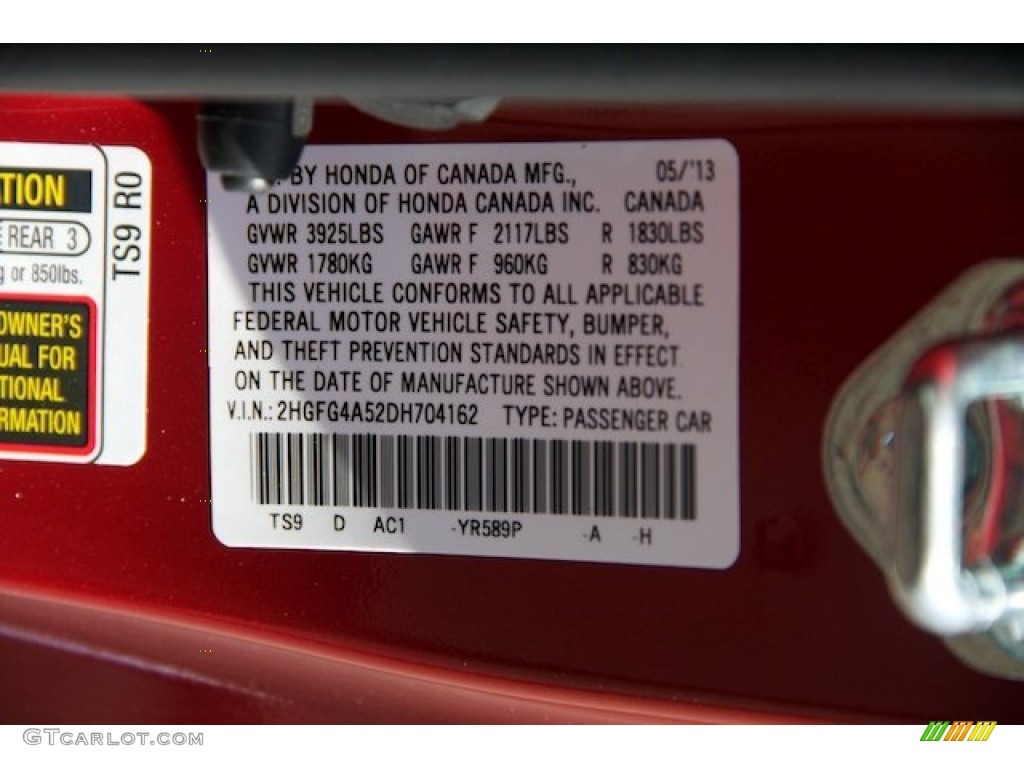 TION
E REAR 3
g or 850lbs.
OWNER'S
UAL FOR
TIONAL
ORMATION
TS9 R0
BY HONDA OF CANADA MFG., 05/'13
A DIVISION OF HONDA CANADA INC. CANADA
GVWR 3925LBS GAWR F 2117LBS R 1830LBS
GVWR 1780KG GAWR F 960KG R 830KG
THIS VEHICLE CONFORMS TO ALL APPLICABLE
FEDERAL MOTOR VEHICLE SAFETY, BUMPER,
AND THEFT PREVENTION STANDARDS IN EFFECT
ON THE DATE OF MANUFACTURE SHOWN ABOVE.
V.I.N.: 2HGFG4A52DH704162 TYPE: PASSENGER CAR
TS9 D AC1 -YR589P -A -H
GTCARLOT.COM